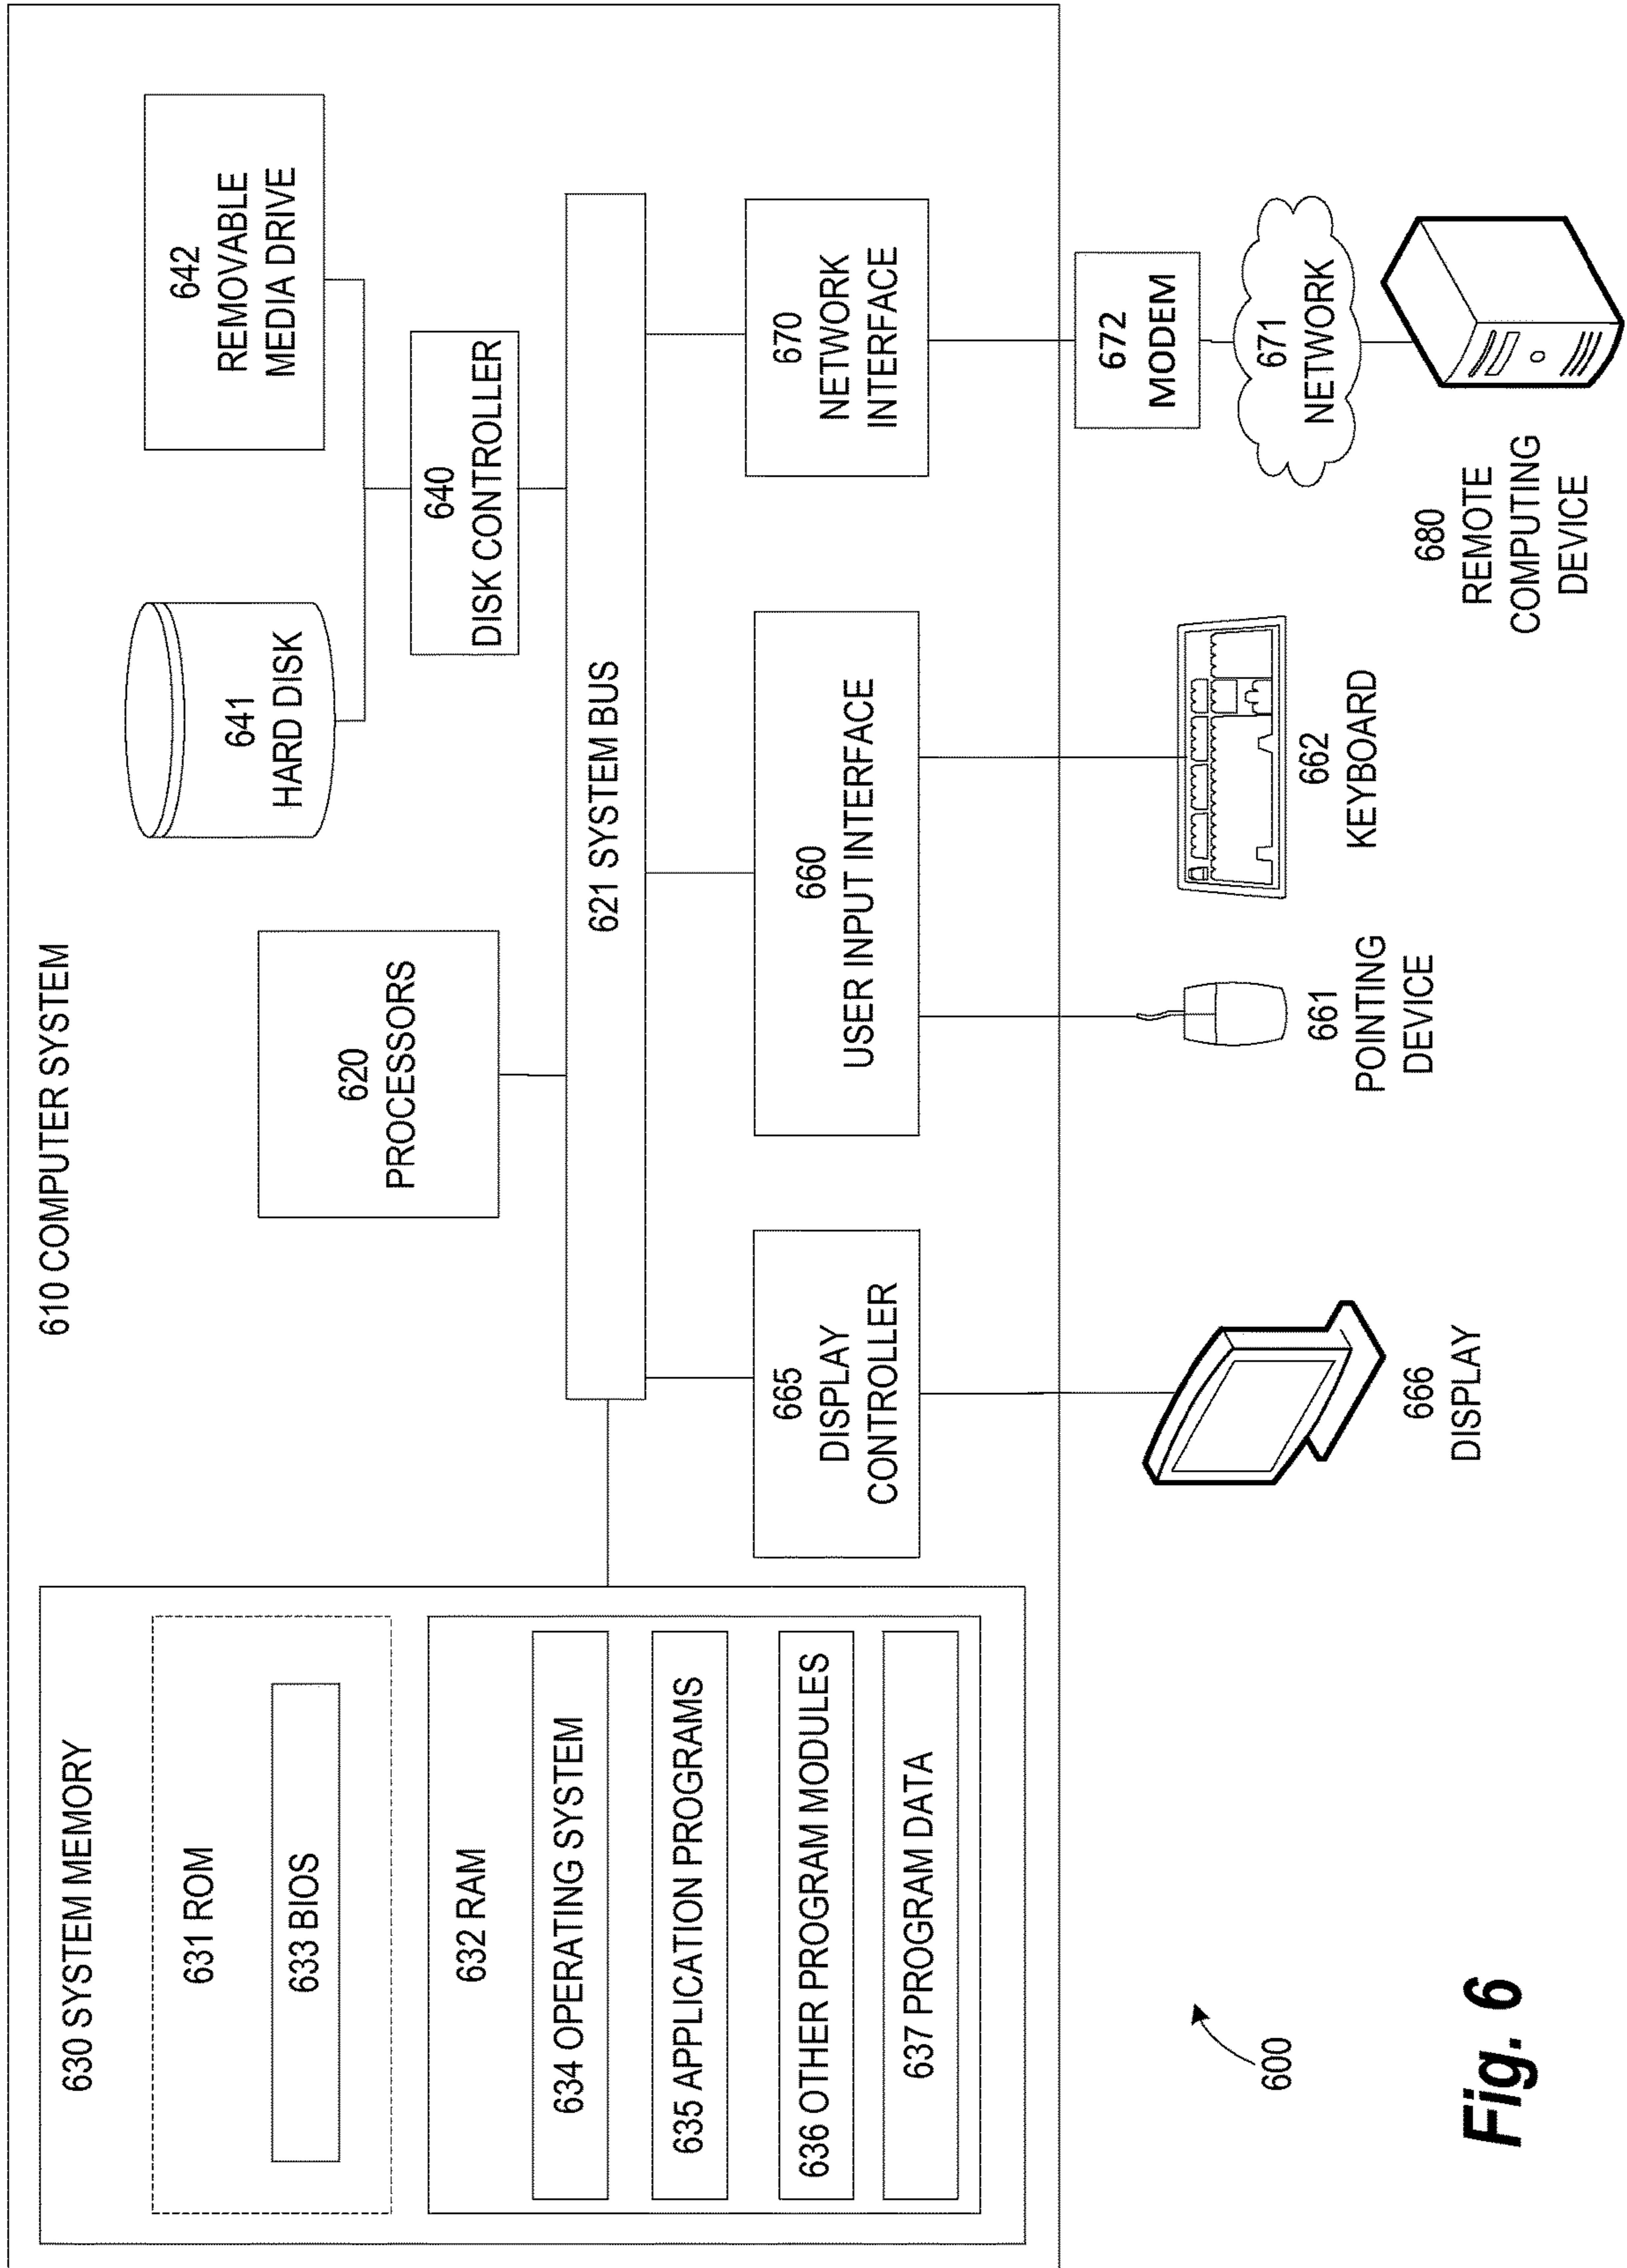 610 COMPUTER SYSTEM
630 SYSTEM MEMORY
631 ROM
633 BIOS
632 RAM
634 OPERATING SYSTEM
635 APPLICATION PROGRAMS
636 OTHER PROGRAM MODULES
637 PROGRAM DATA
620
PROCESSORS
641
HARD DISK
642
REMOVABLE
MEDIA DRIVE
640
DISK CONTROLLER
621 SYSTEM BUS
665
DISPLAY
CONTROLLER
660
USER INPUT INTERFACE
670
NETWORK
INTERFACE
672
MODEM
671
NETWORK
666
DISPLAY
661
POINTING
DEVICE
662
KEYBOARD
680
REMOTE
COMPUTING
DEVICE
600
Fig. 6